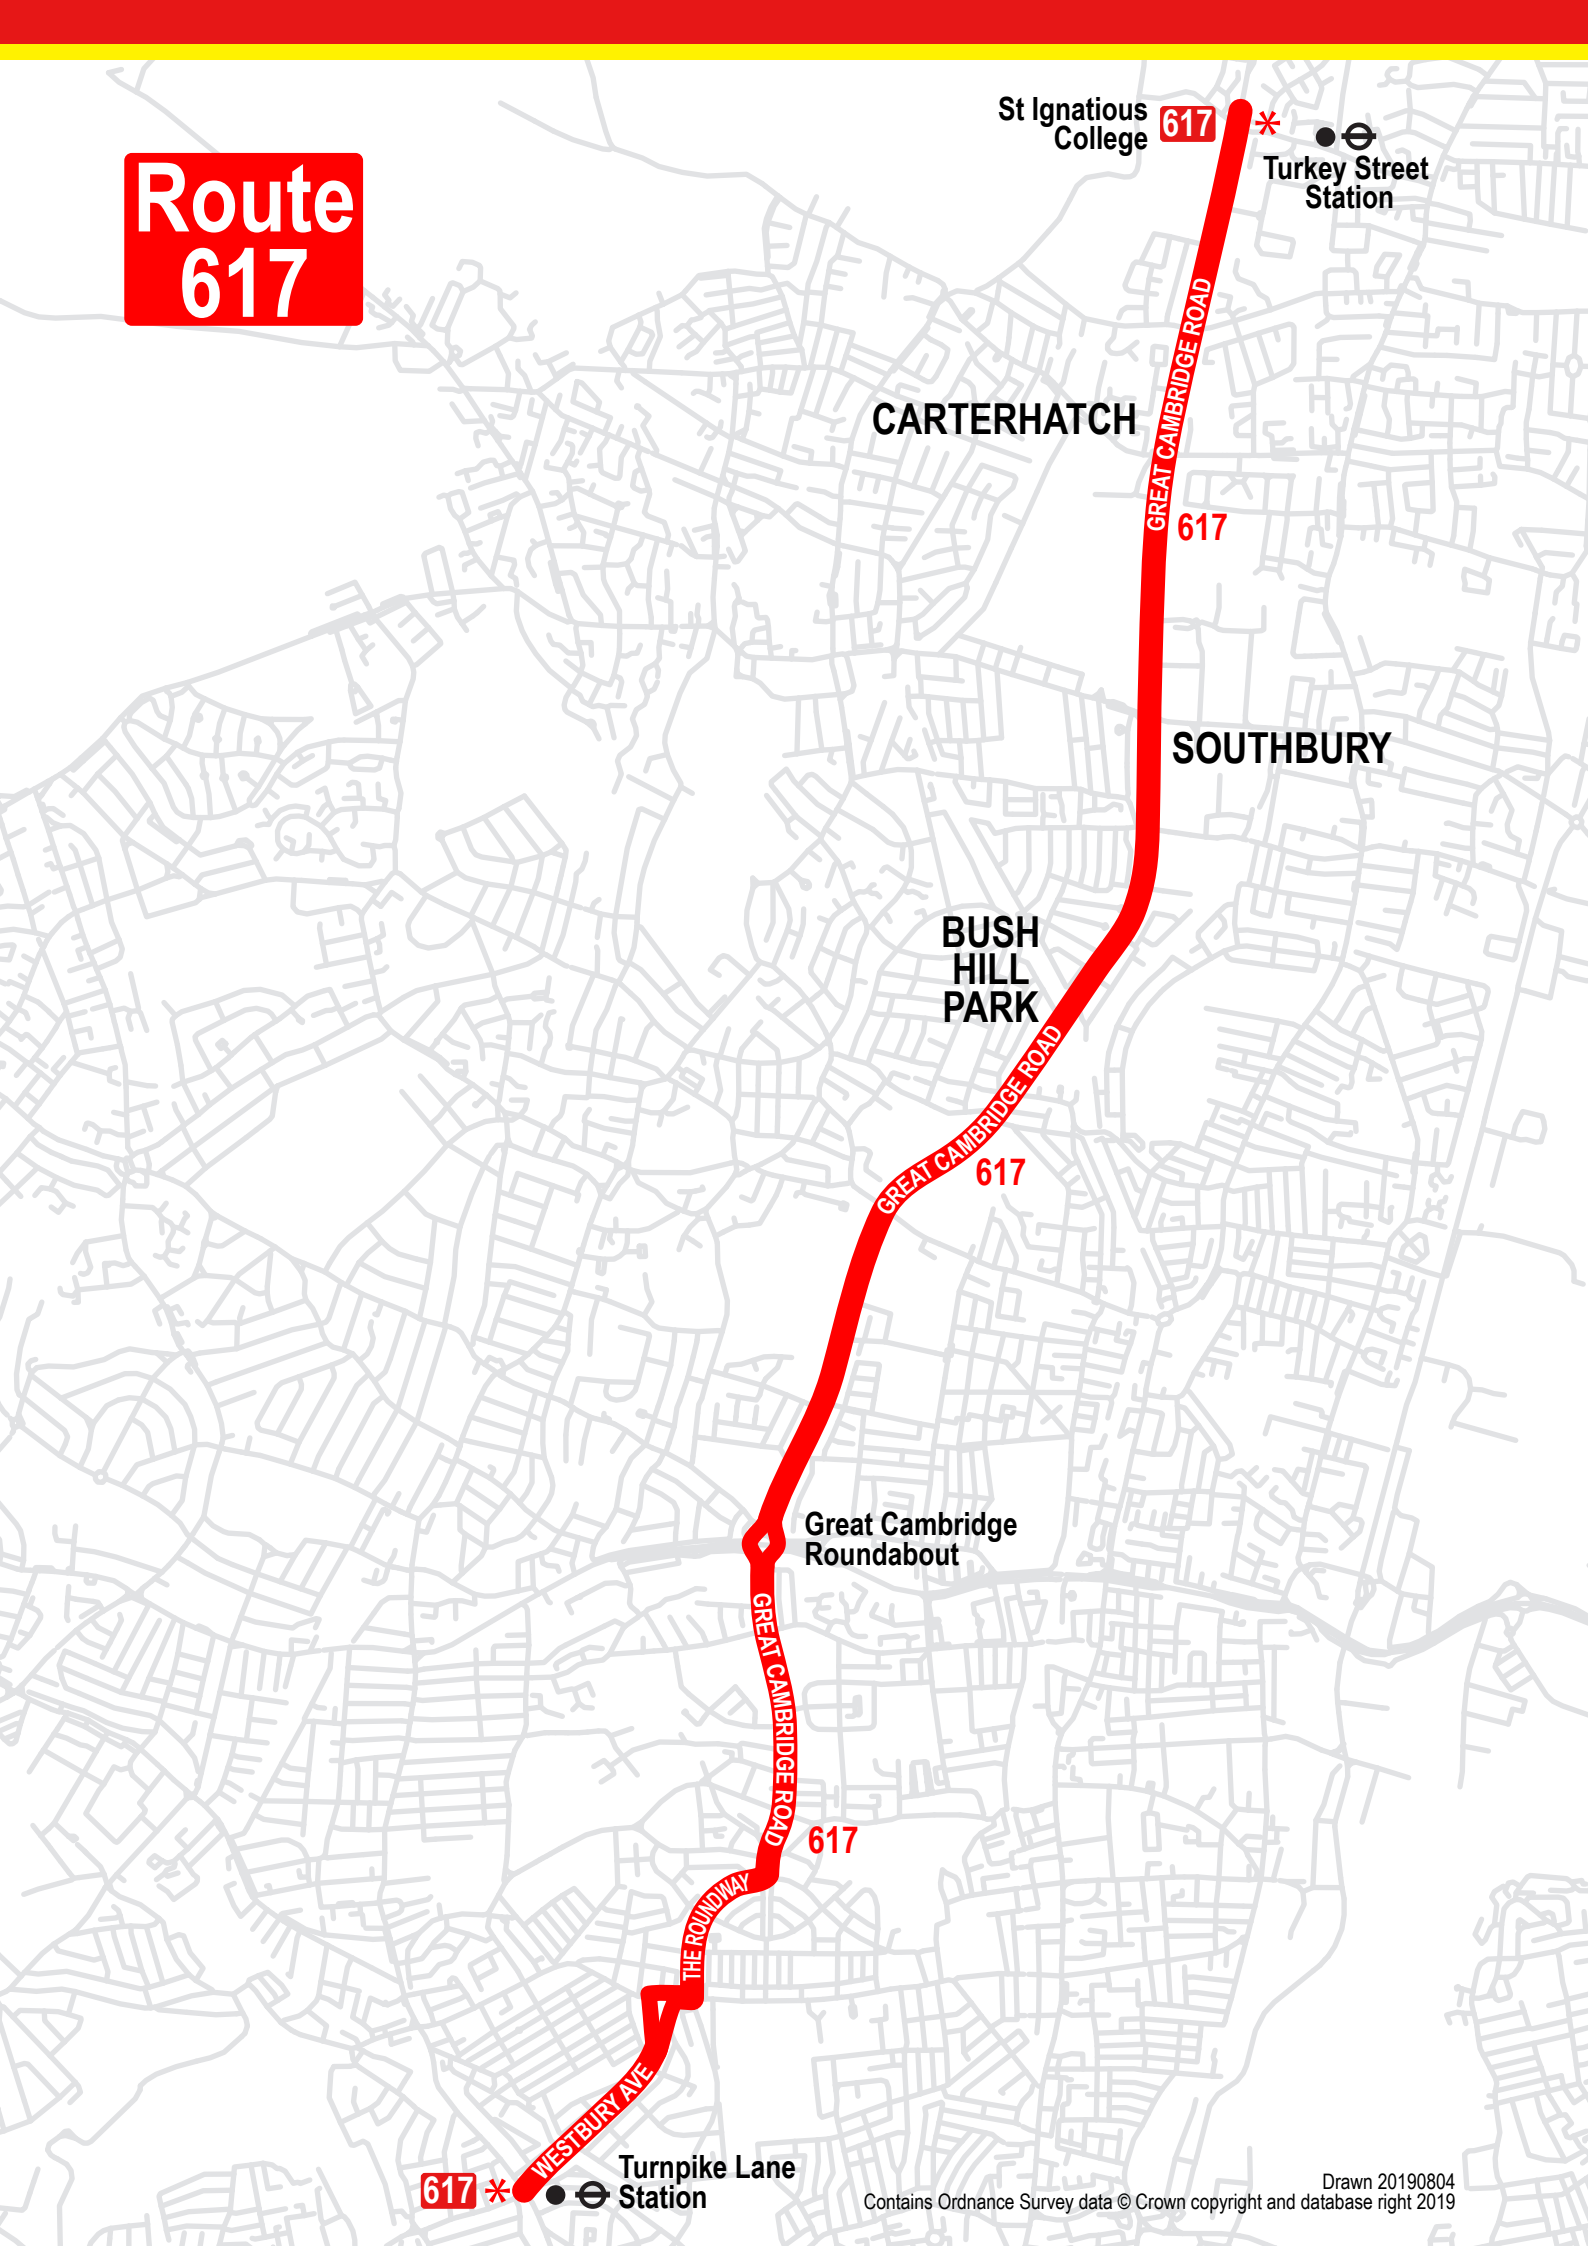 St Ignatious
College
617
*
Turkey Street
Station
Route
617
GREAT CAMBRIDGE ROAD
CARTERHATCH
617
SOUTHBURY
BUSH
HILL
PARK
GREAT CAMBRIDGE ROAD
617
Great Cambridge
Roundabout
GREAT CAMBRIDGE ROAD
617
THE ROUNDWAY
WESTBURY AVE
Turnpike Lane
Station
617
*
Drawn 20190804
Contains Ordnance Survey data © Crown copyright and database right 2019